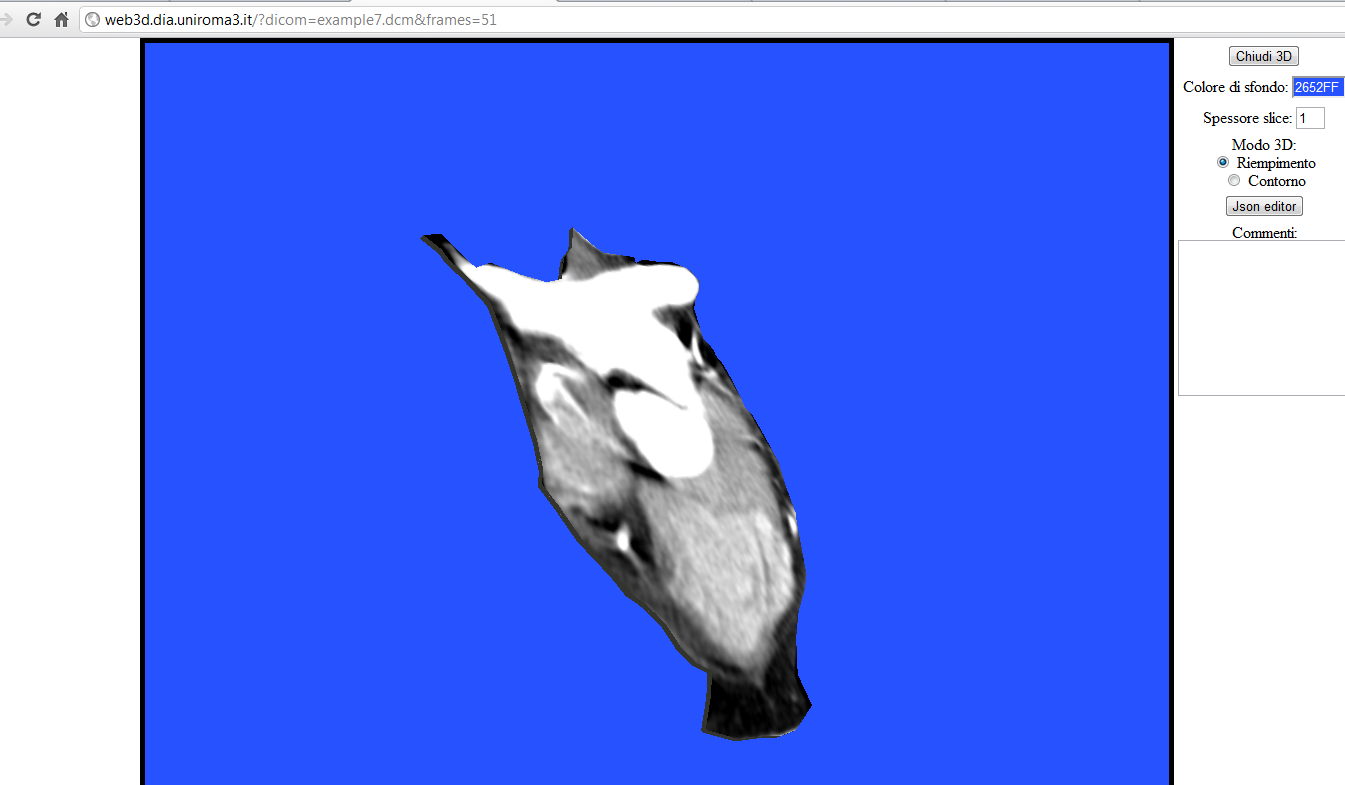 web3d.dia.uniroma3.it/?dicom=example7.dcm&frames=51
Chiudi 3D
Colore di sfondo: 2652FF
Spessore slice: 1
Modo 3D:
Riempimento
Contorno
Json editor
Commenti: